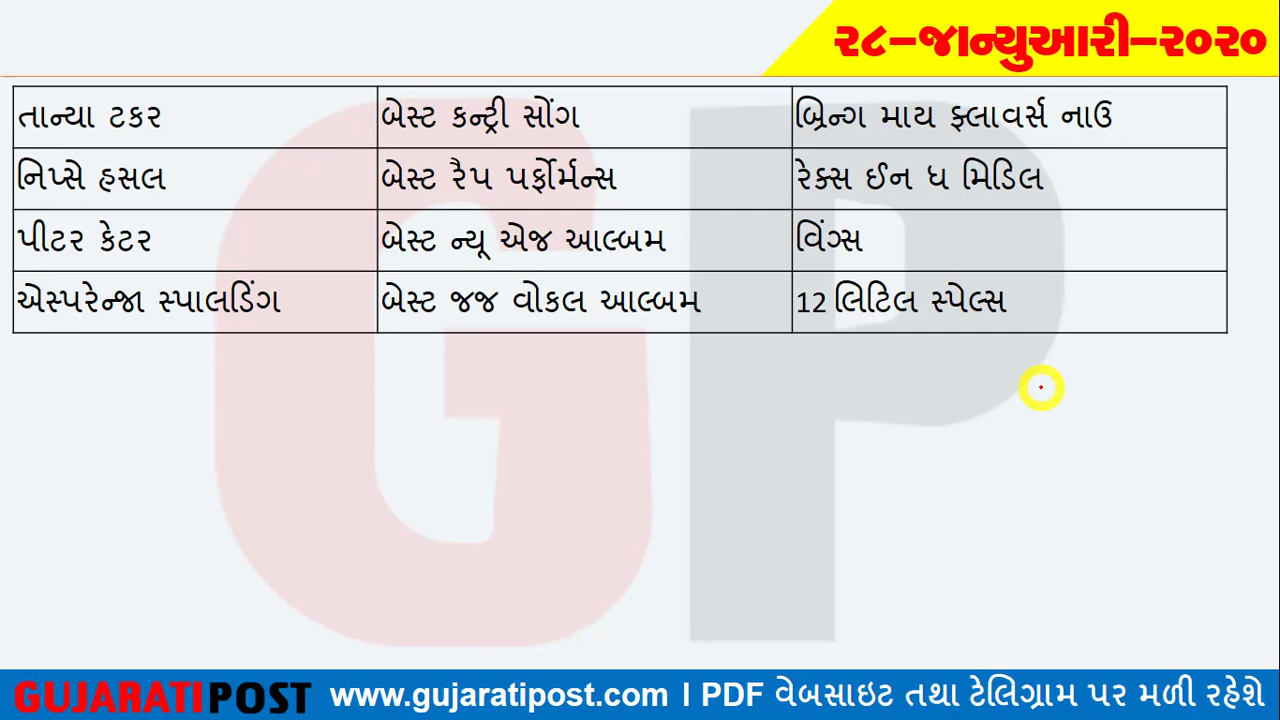 ૨૮-જાન્યુઆરી-૨૦૨૦
તાન્યા ટકર બેસ્ટ કન્ટ્રી સોંગ બ્રિન્ગ માય ફ્લાવર્સ નાઉ
નિપ્સે હસલ બેસ્ટ રૈપ પર્ફોર્મન્સ રેક્સ ઈન ધ મિડિલ
પીટર કેટર બેસ્ટ ન્યૂ એજ આલ્બમ વિંગ્સ
એસ્પરેન્જા સ્પાલડિંગ બેસ્ટ જજ વોકલ આલ્બમ 12 લિટિલ સ્પેલ્સ
GP
GUJARATIPOST www.gujaratipost.com I PDF વેબસાઇટ તથા ટેલિગ્રામ પર મળી રહેશે